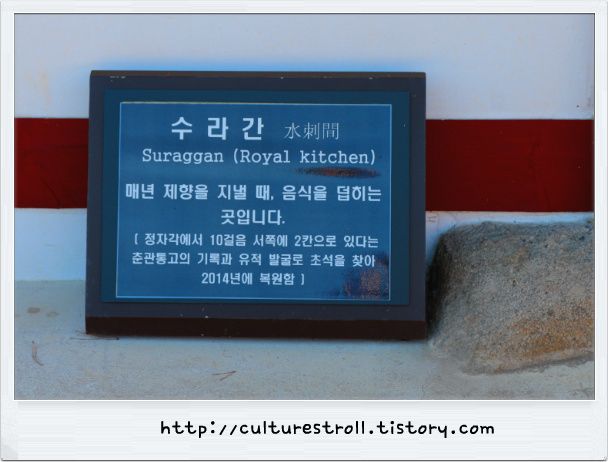 수라간 水刺間
Suraggan (Royal kitchen)
매년 제향을 지낼 때, 음식을 덥히는
곳입니다.
( 정자각에서 10걸음 서쪽에 2칸으로 있다는
춘관통고의 기록과 유적 발굴로 초석을 찾아
2014년에 복원함 )
http://culturestroll.tistory.com